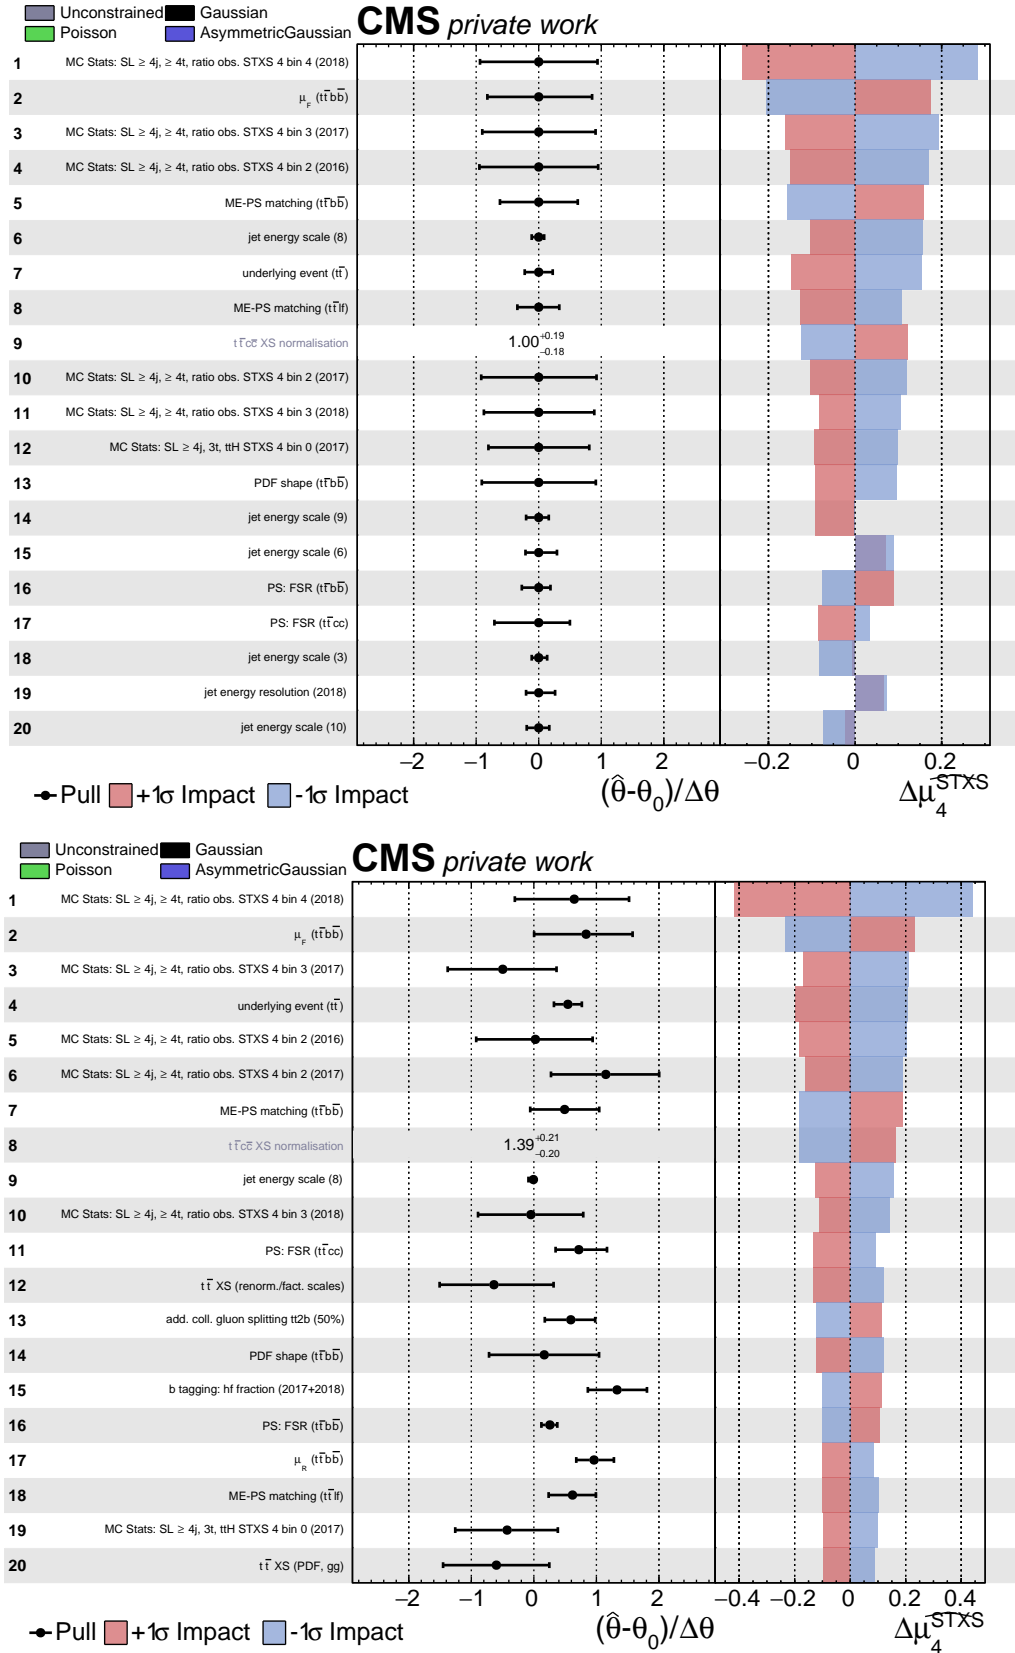 Unconstrained Gaussian
Poisson AsymmetricGaussian
CMS private work
1 MC Stats: SL ≥ 4j, ≥ 4t, ratio obs. STXS 4 bin 4 (2018)
2 μ_F (tt̄bb̄)
3 MC Stats: SL ≥ 4j, ≥ 4t, ratio obs. STXS 4 bin 3 (2017)
4 MC Stats: SL ≥ 4j, ≥ 4t, ratio obs. STXS 4 bin 2 (2016)
5 ME-PS matching (tt̄bb̄)
6 jet energy scale (8)
7 underlying event (tt̄)
8 ME-PS matching (tt̄lf)
9 tt̄cc̄ XS normalisation 1.00 +0.19 −0.18
10 MC Stats: SL ≥ 4j, ≥ 4t, ratio obs. STXS 4 bin 2 (2017)
11 MC Stats: SL ≥ 4j, ≥ 4t, ratio obs. STXS 4 bin 3 (2018)
12 MC Stats: SL ≥ 4j, 3t, ttH STXS 4 bin 0 (2017)
13 PDF shape (tt̄bb̄)
14 jet energy scale (9)
15 jet energy scale (6)
16 PS: FSR (tt̄bb̄)
17 PS: FSR (tt̄cc)
18 jet energy scale (3)
19 jet energy resolution (2018)
20 jet energy scale (10)
−2 −1 0 1 2 −0.2 0 0.2
Pull +1σ Impact -1σ Impact (θ̂-θ₀)/Δθ Δμ̂₄^STXS
Unconstrained Gaussian
Poisson AsymmetricGaussian
CMS private work
1 MC Stats: SL ≥ 4j, ≥ 4t, ratio obs. STXS 4 bin 4 (2018)
2 μ_F (tt̄bb̄)
3 MC Stats: SL ≥ 4j, ≥ 4t, ratio obs. STXS 4 bin 3 (2017)
4 underlying event (tt̄)
5 MC Stats: SL ≥ 4j, ≥ 4t, ratio obs. STXS 4 bin 2 (2016)
6 MC Stats: SL ≥ 4j, ≥ 4t, ratio obs. STXS 4 bin 2 (2017)
7 ME-PS matching (tt̄bb̄)
8 tt̄cc̄ XS normalisation 1.39 +0.21 −0.20
9 jet energy scale (8)
10 MC Stats: SL ≥ 4j, ≥ 4t, ratio obs. STXS 4 bin 3 (2018)
11 PS: FSR (tt̄cc)
12 tt̄ XS (renorm./fact. scales)
13 add. coll. gluon splitting tt2b (50%)
14 PDF shape (tt̄bb̄)
15 b tagging: hf fraction (2017+2018)
16 PS: FSR (tt̄bb̄)
17 μ_R (tt̄bb̄)
18 ME-PS matching (tt̄lf)
19 MC Stats: SL ≥ 4j, 3t, ttH STXS 4 bin 0 (2017)
20 tt̄ XS (PDF, gg)
−2 −1 0 1 2 −0.4 −0.2 0 0.2 0.4
Pull +1σ Impact -1σ Impact (θ̂-θ₀)/Δθ Δμ̂₄^STXS